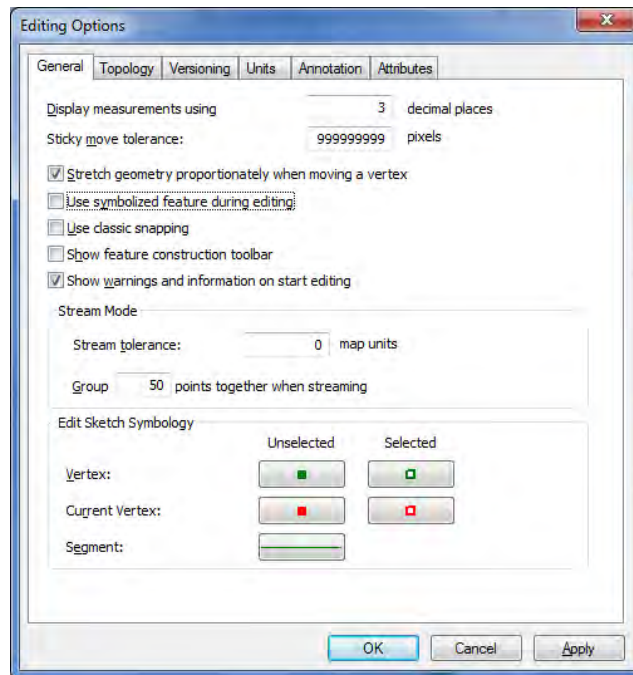 Editing Options
General Topology Versioning Units Annotation Attributes
Display measurements using 3 decimal places
Sticky move tolerance: 999999999 pixels
Stretch geometry proportionately when moving a vertex
Use symbolized feature during editing
Use classic snapping
Show feature construction toolbar
Show warnings and information on start editing
Stream Mode
Stream tolerance: 0 map units
Group 50 points together when streaming
Edit Sketch Symbology
Unselected Selected
Vertex:
Current Vertex:
Segment:
OK Cancel Apply